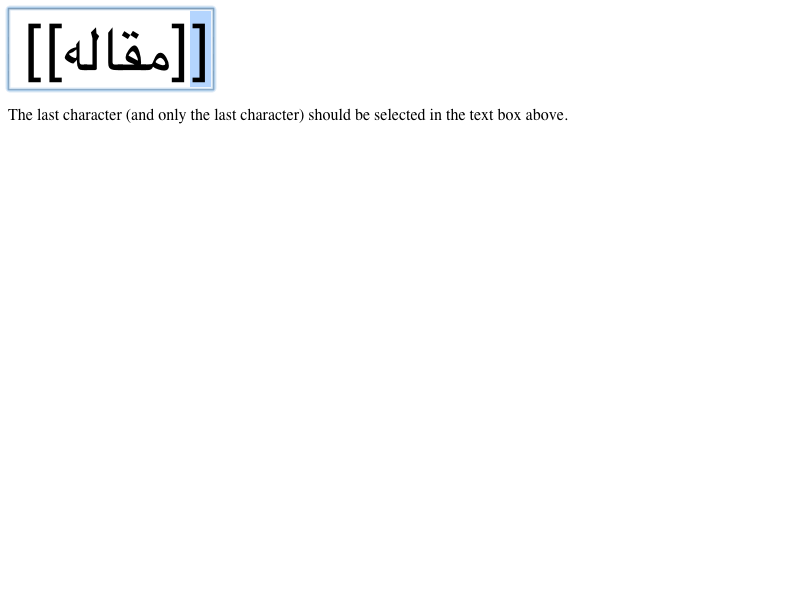 [[مقاله]]
The last character (and only the last character) should be selected in the text box above.